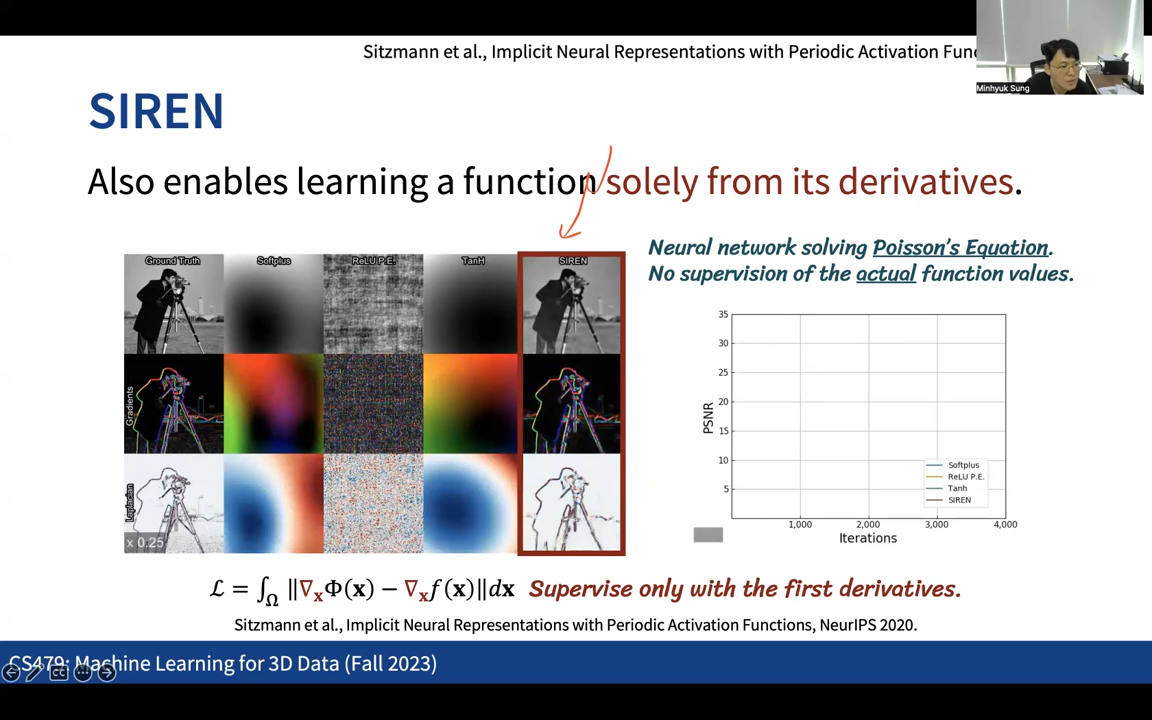 Sitzmann et al., Implicit Neural Representations with Periodic Activation Func
Minhyuk Sung
SIREN
Also enables learning a function solely from its derivatives.
Neural network solving Poisson's Equation.
No supervision of the actual function values.
Ground Truth
Softplus
ReLU P.E.
TanH
SIREN
Gradients
Laplacian
x 0.25
35
30
25
20
15
10
5
PSNR
Softplus
ReLU P.E.
Tanh
SIREN
1,000
2,000
3,000
4,000
Iterations
ℒ = ∫Ω ‖∇xΦ(x) − ∇xf(x)‖dx Supervise only with the first derivatives.
Sitzmann et al., Implicit Neural Representations with Periodic Activation Functions, NeurIPS 2020.
CS479: Machine Learning for 3D Data (Fall 2023)
CC